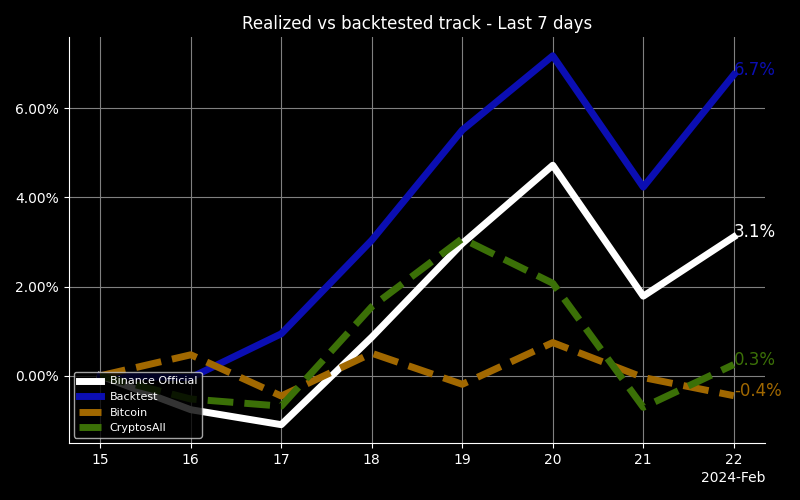 Realized vs backtested track - Last 7 days
6.7%
6.00%
4.00%
3.1%
2.00%
0.3%
0.00%
-0.4%
Binance Official
Backtest
Bitcoin
CryptosAll
15 16 17 18 19 20 21 22
2024-Feb